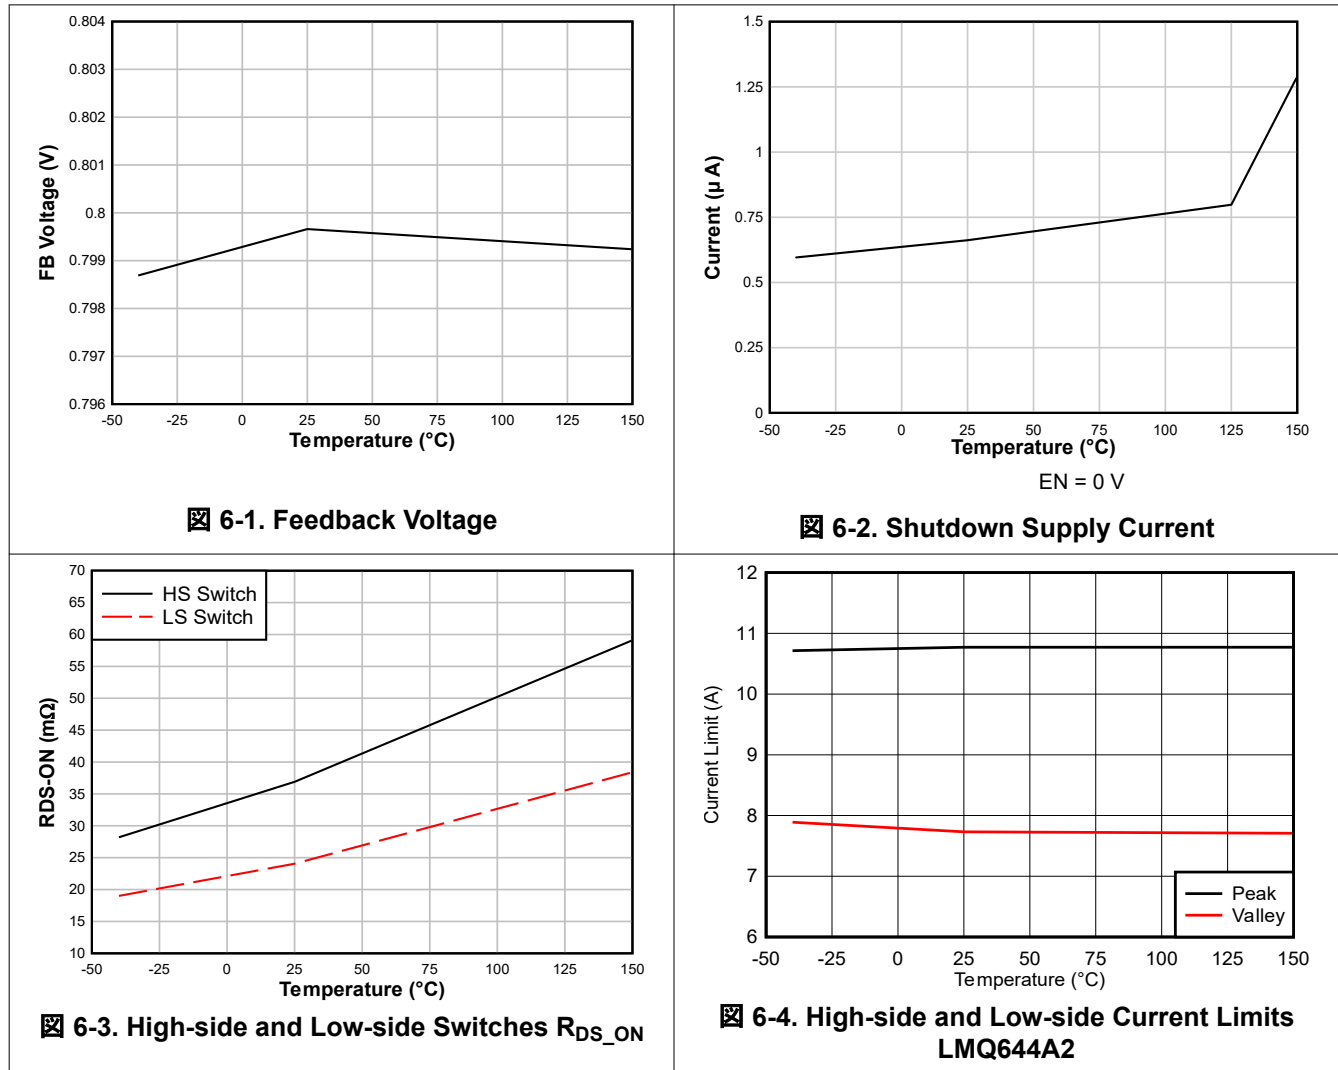 0.804
0.803
0.802
0.801
0.8
0.799
0.798
0.797
0.796
FB Voltage (V)
-50 -25 0 25 50 75 100 125 150
Temperature (°C)
図 6-1. Feedback Voltage
1.5
1.25
1
0.75
0.5
0.25
0
Current (µ A)
-50 -25 0 25 50 75 100 125 150
Temperature (°C)
EN = 0 V
図 6-2. Shutdown Supply Current
70
65
60
55
50
45
40
35
30
25
20
15
10
RDS-ON (mΩ)
HS Switch
LS Switch
-50 -25 0 25 50 75 100 125 150
Temperature (°C)
図 6-3. High-side and Low-side Switches RDS_ON
12
11
10
9
8
7
6
Current Limit (A)
Peak
Valley
-50 -25 0 25 50 75 100 125 150
Temperature (°C)
図 6-4. High-side and Low-side Current Limits
LMQ644A2